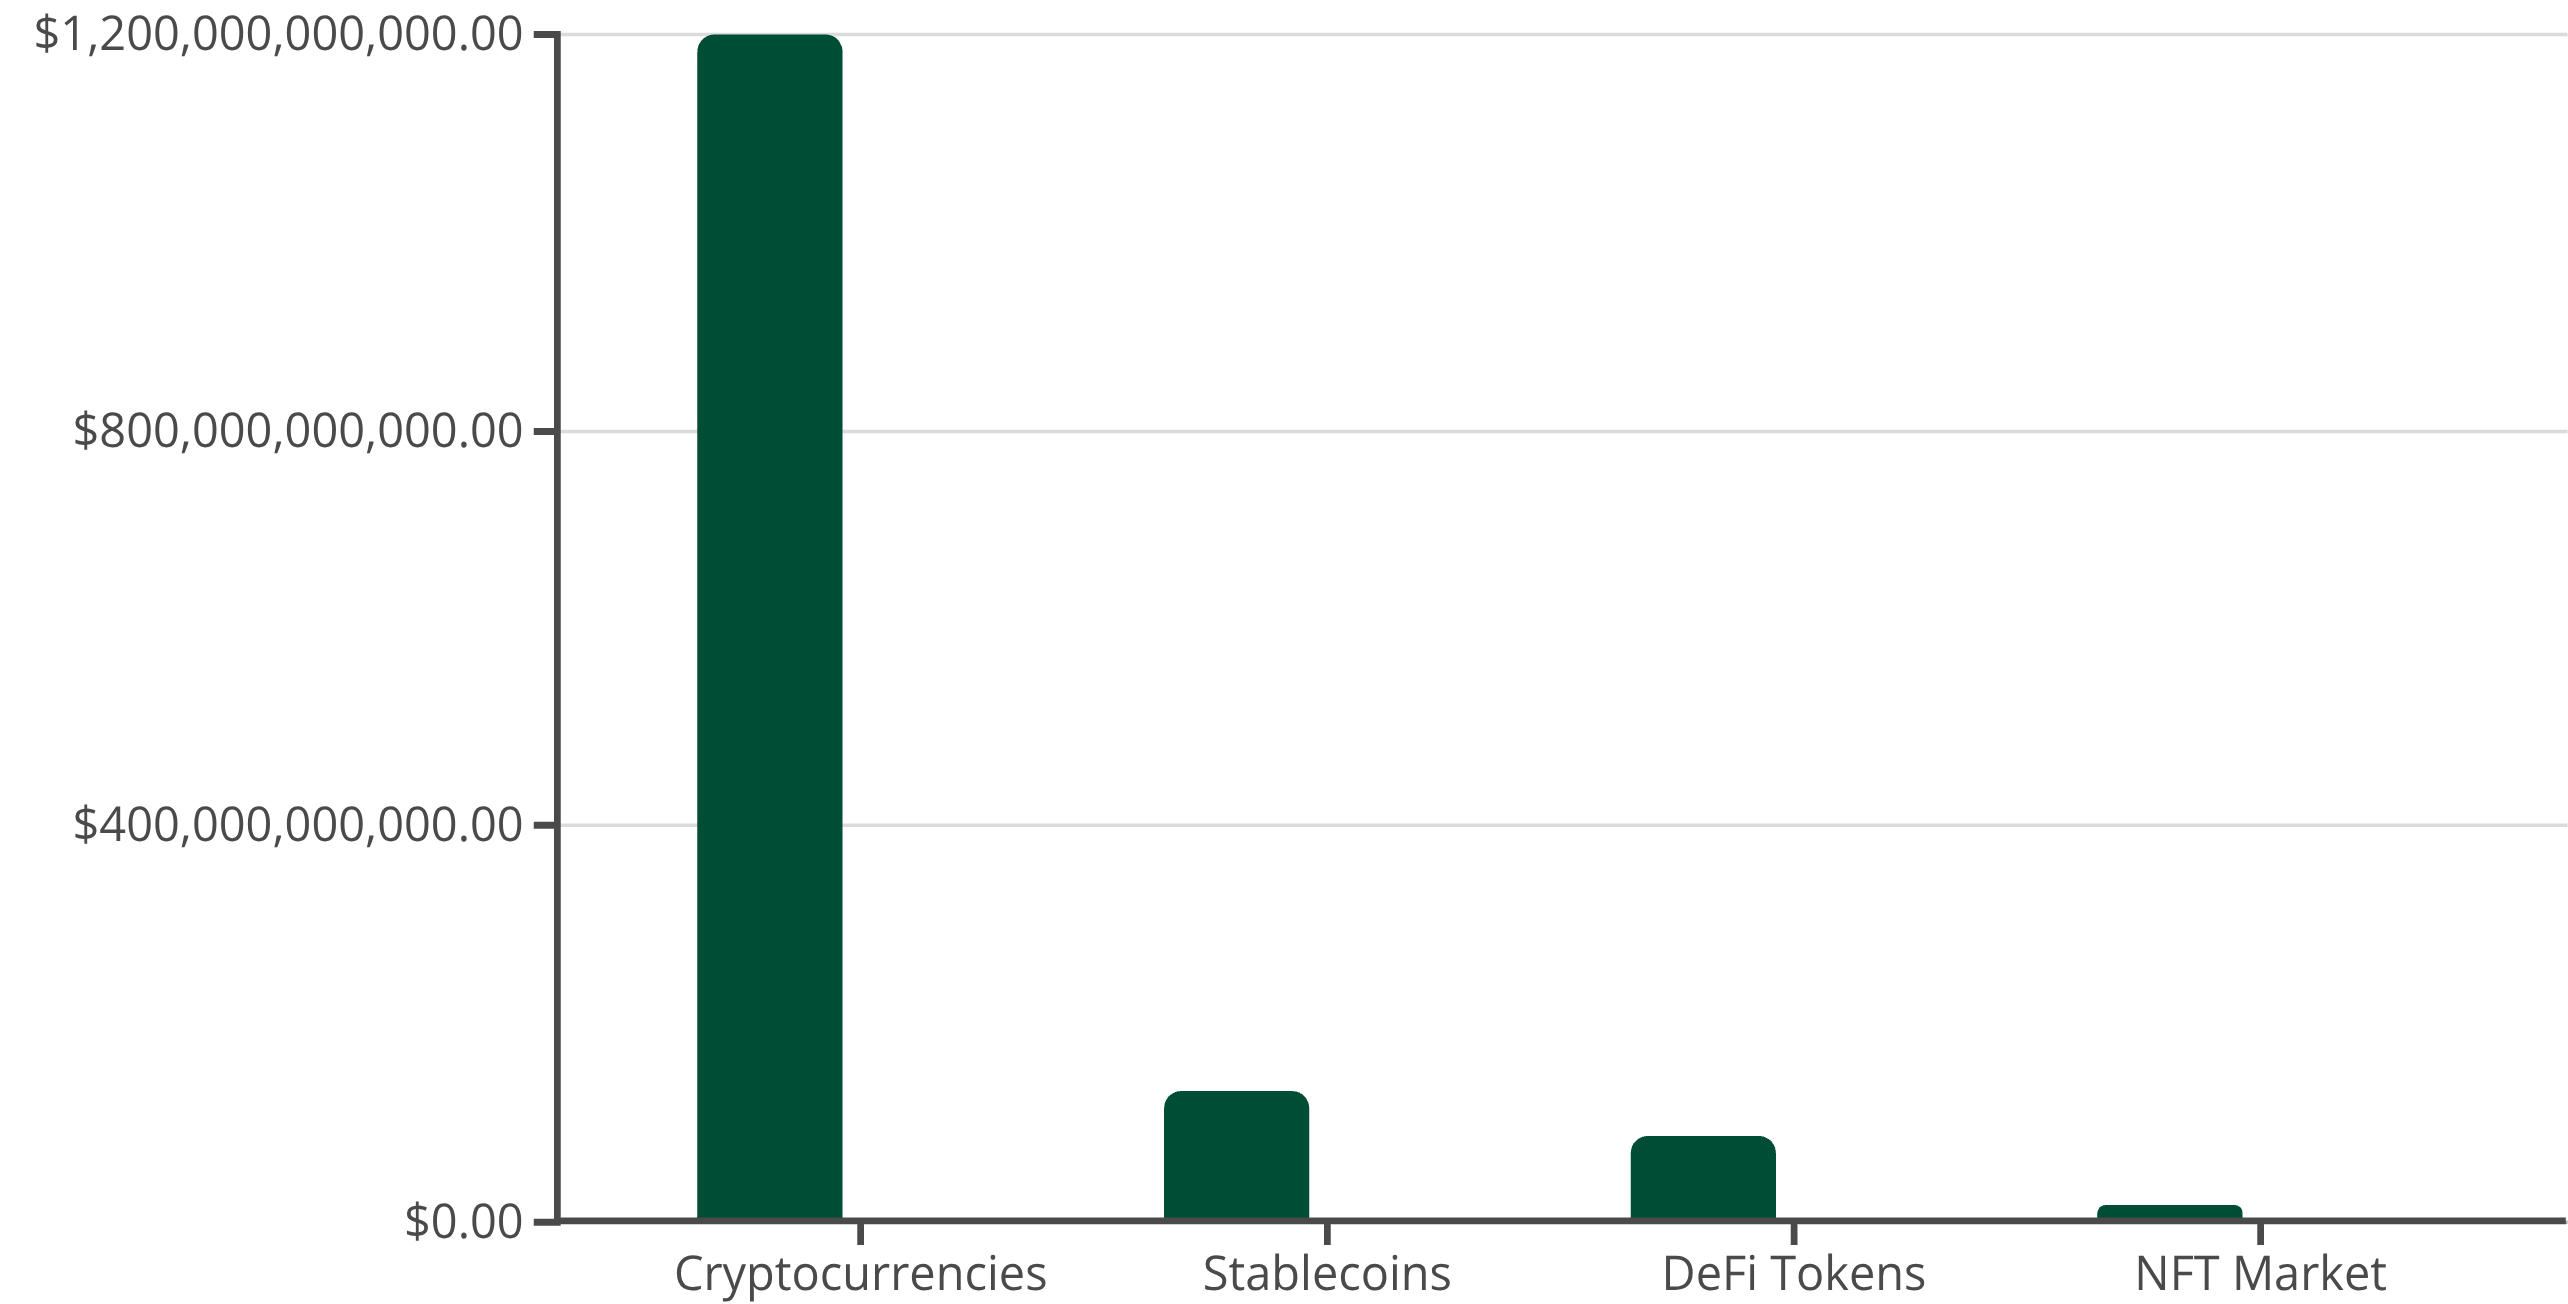 $1,200,000,000,000.00
$800,000,000,000.00
$400,000,000,000.00
$0.00
Cryptocurrencies
Stablecoins
DeFi Tokens
NFT Market